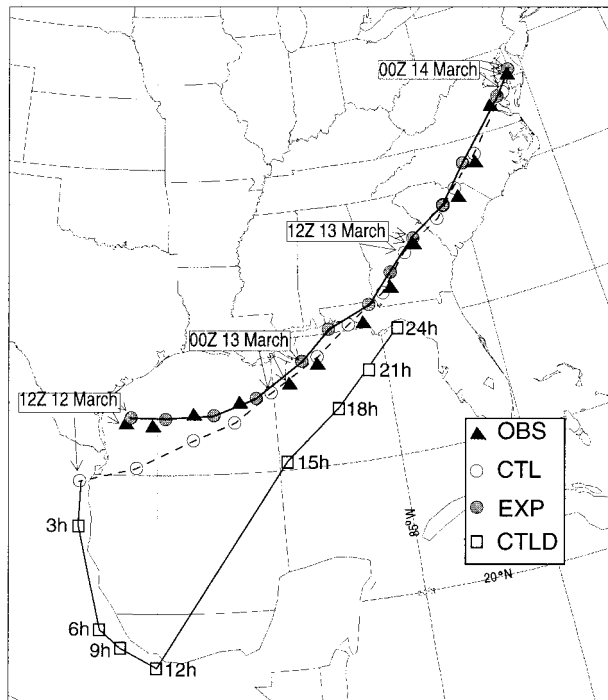 00Z 14 March
12Z 13 March
00Z 13 March
12Z 12 March
24h
21h
18h
15h
3h
6h
9h
12h
OBS
CTL
EXP
CTLD
85°W
20°N